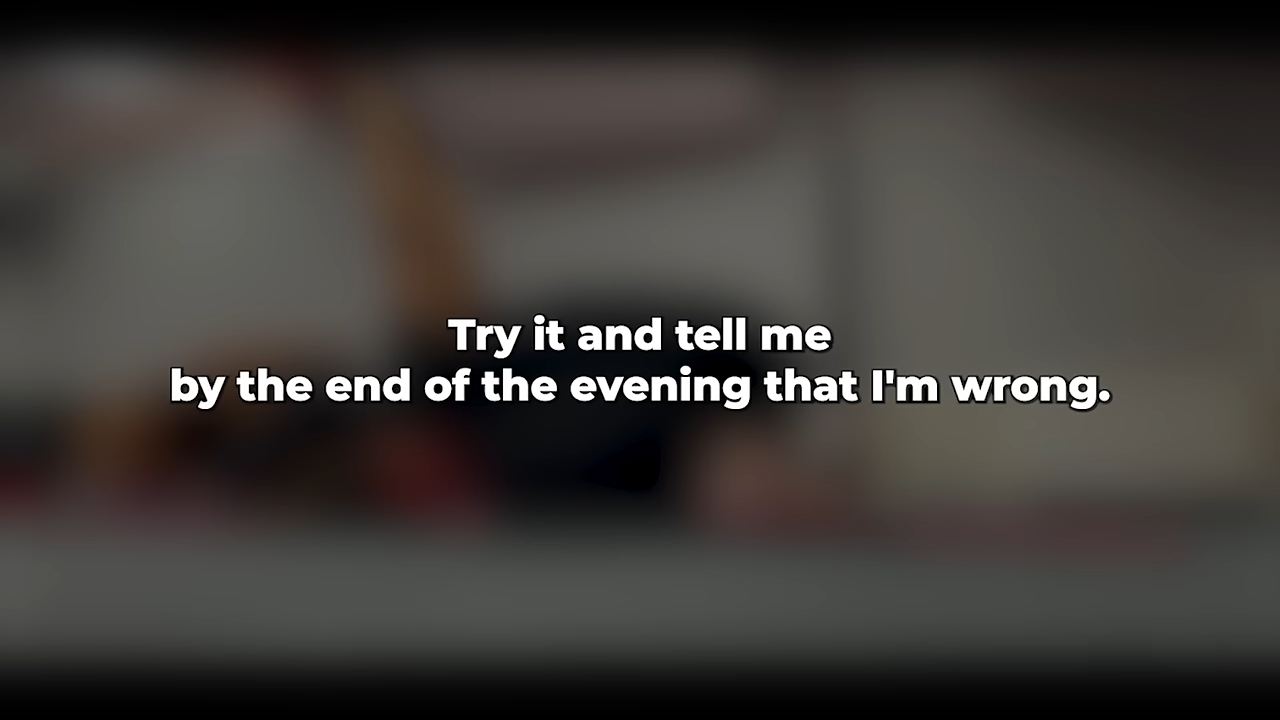 Try it and tell me
by the end of the evening that I'm wrong.